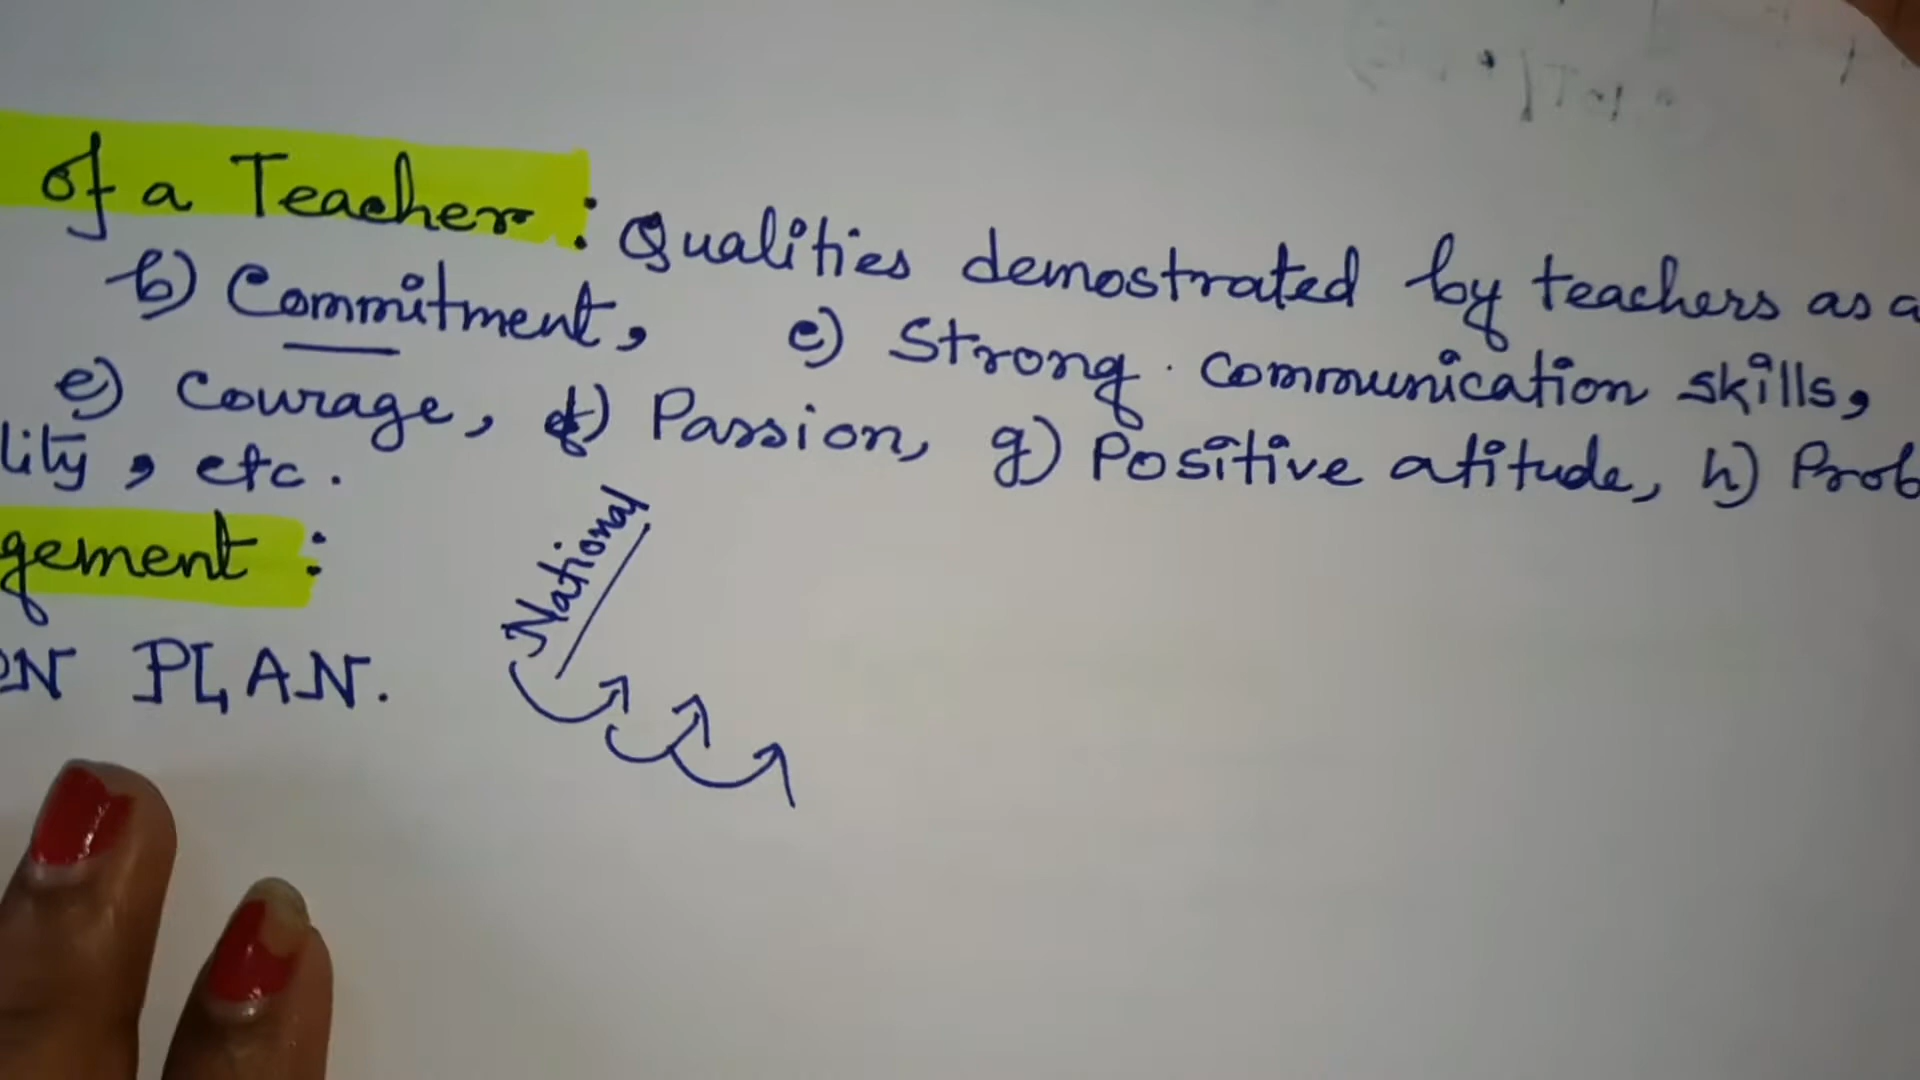 of a Teacher : Qualities demostrated by teachers as a
b) Commitment, c) Strong communication skills,
e) Courage, f) Passion, g) Positive atitude, h) Prob
lity, etc.
gement :
National
ON PLAN.